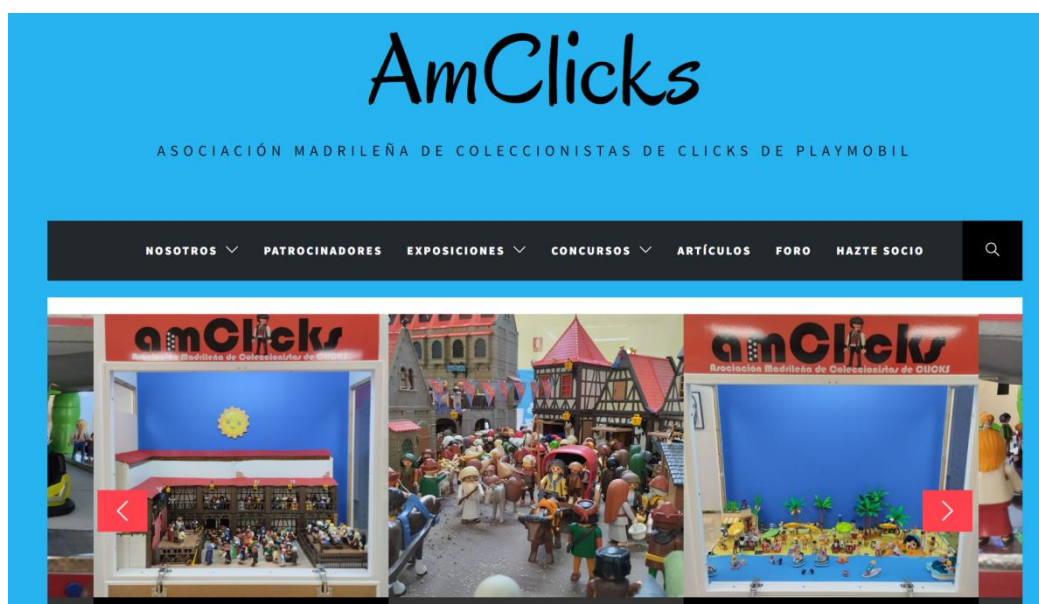 AmClicks
ASOCIACIÓN MADRILEÑA DE COLECCIONISTAS DE CLICKS DE PLAYMOBIL
NOSOTROS PATROCINADORES EXPOSICIONES CONCURSOS ARTÍCULOS FORO HAZTE SOCIO
amClicks
Asociación Madrileña de Coleccionistas de CLICKS
amClicks
Asociación Madrileña de Coleccionistas de CLICKS